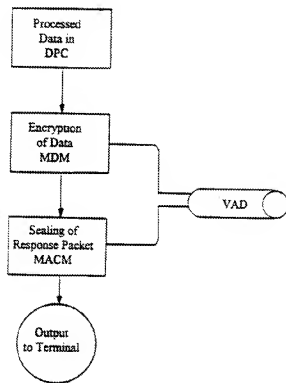 Processed
Data in
DPC
Encryption
of Data
MDM
VAD
Sealing of
Response Packet
MACM
Output
to Terminal